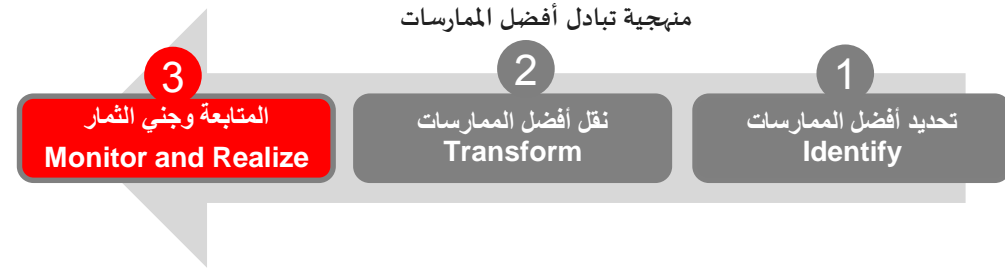 منهجية تبادل أفضل الممارسات
1
تحديد أفضل الممارسات
Identify
2
نقل أفضل الممارسات
Transform
3
المتابعة وجني الثمار
Monitor and Realize